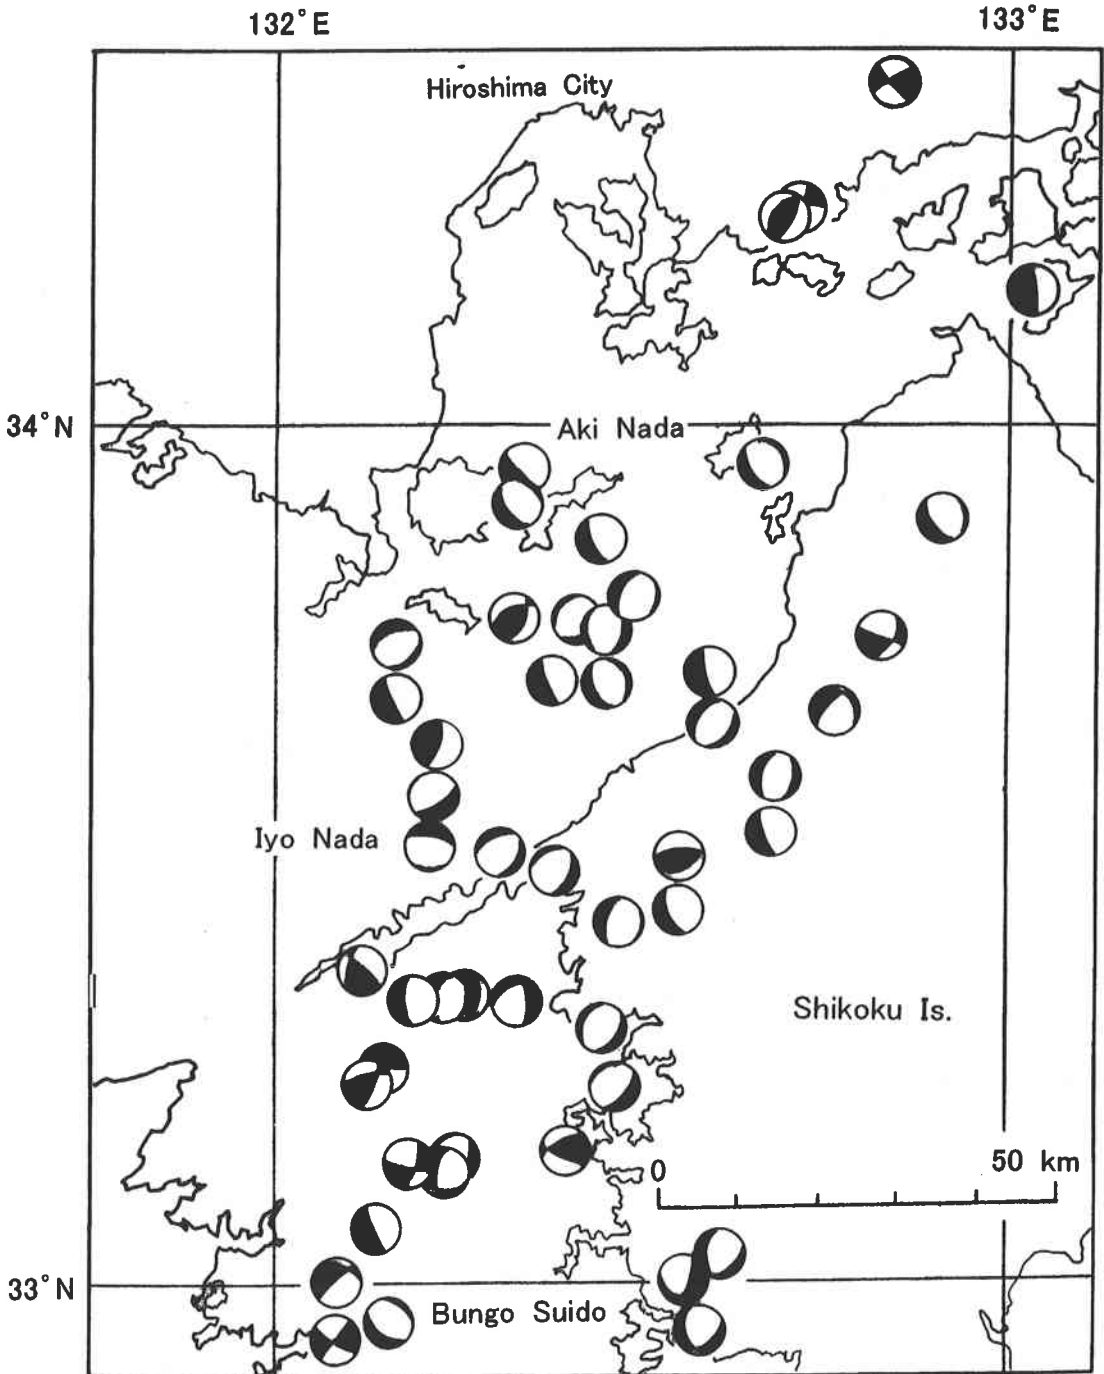 132°E
133°E
Hiroshima City
34°N
Aki Nada
Iyo Nada
Shikoku Is.
0
50 km
33°N
Bungo Suido